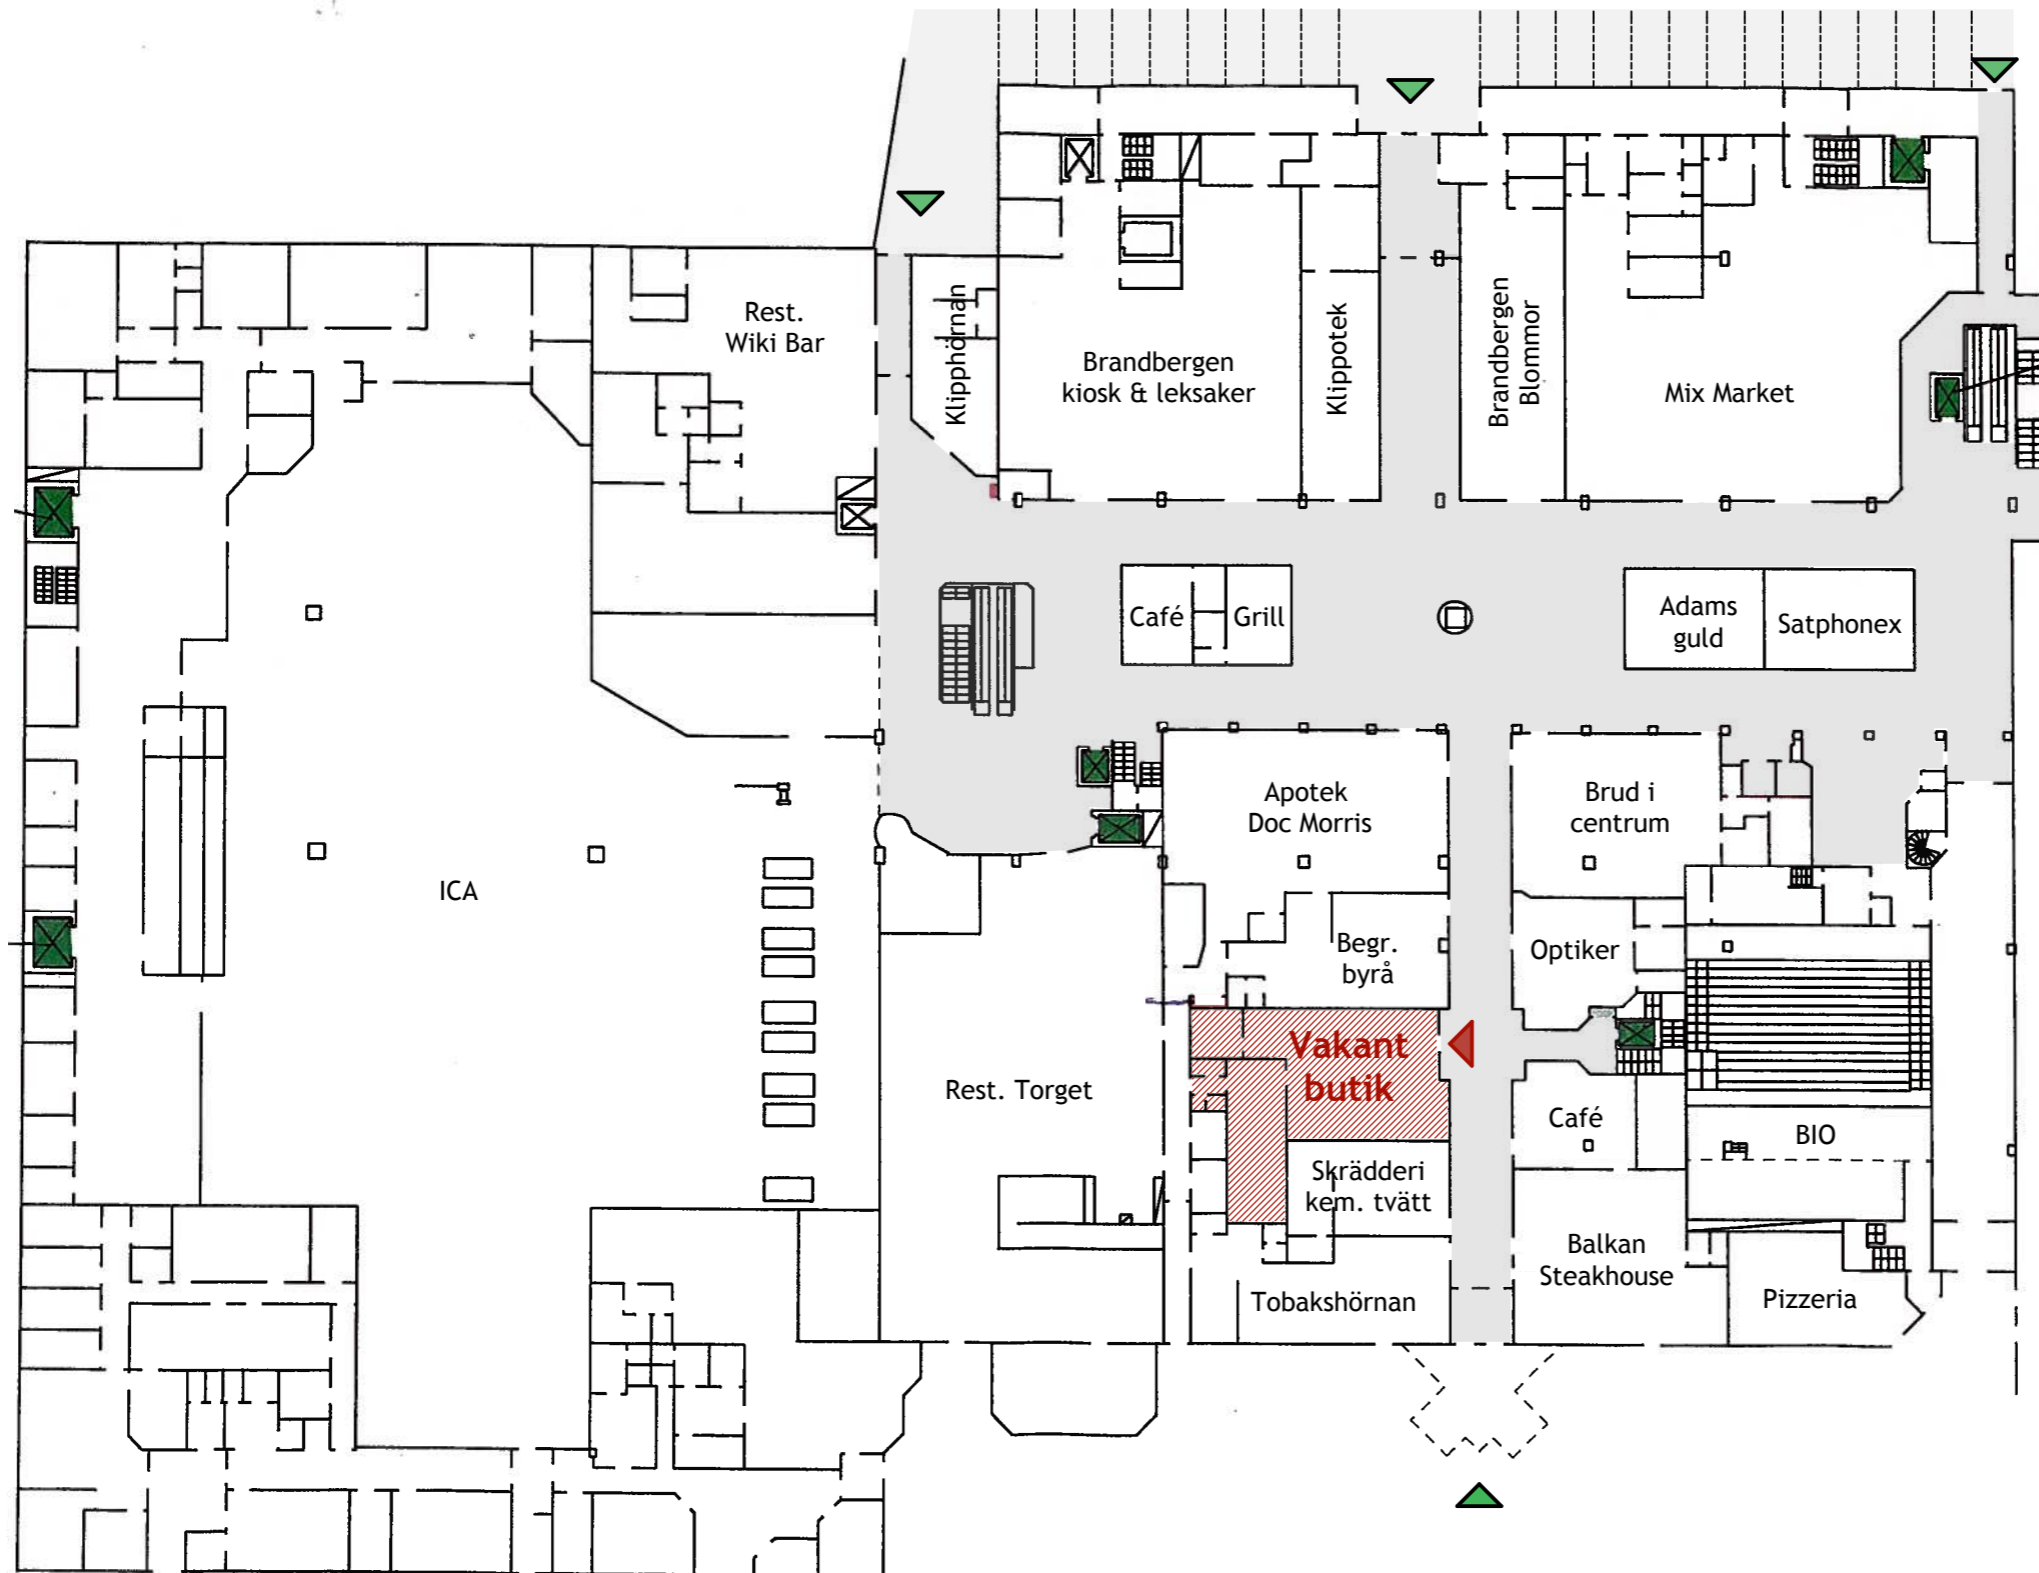 Rest.
Wiki Bar
Klipphörnan
Brandbergen
kiosk & leksaker
Klippotek
Brandbergen
Blommor
Mix Market
Café
Grill
Adams
guld
Satphonex
ICA
Apotek
Doc Morris
Brud i
centrum
Begr.
byrå
Optiker
Vakant
butik
Rest. Torget
Café
BIO
Skrädderi
kem. tvätt
Balkan
Steakhouse
Tobakshörnan
Pizzeria